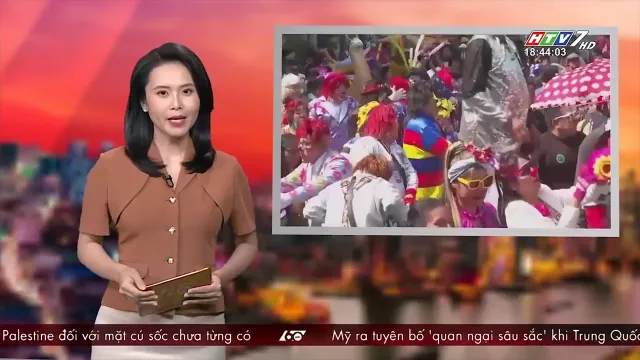 HTV7 HD
18:44:03
Palestine đối với mặt cú sốc chưa từng có 60 Mỹ ra tuyên bố 'quan ngại sâu sắc' khi Trung Quố